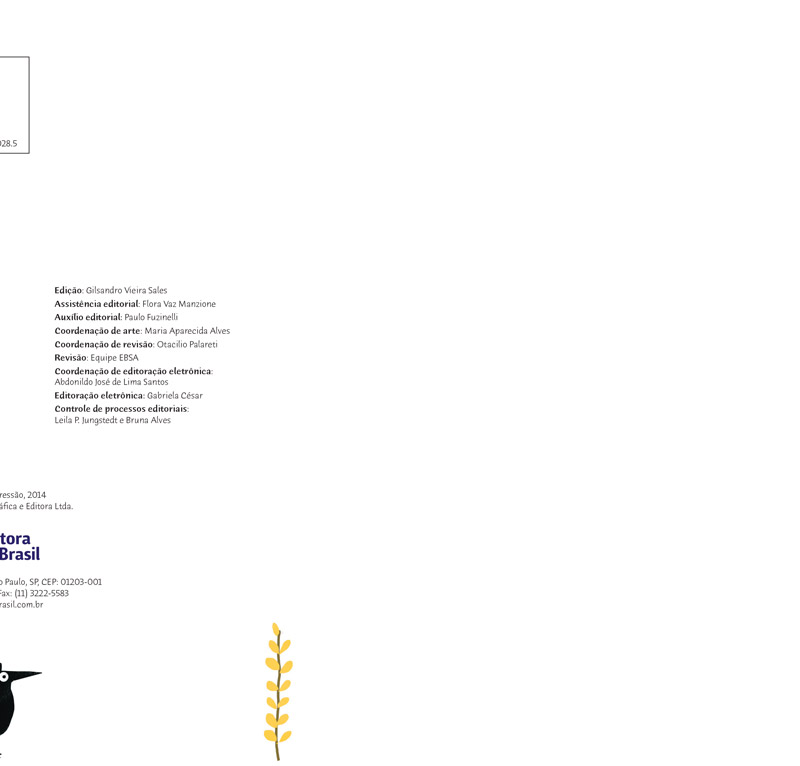 028.5
Edição: Gilsandro Vieira Sales
Assistência editorial: Flora Vaz Manzione
Auxílio editorial: Paulo Fuzinelli
Coordenação de arte: Maria Aparecida Alves
Coordenação de revisão: Otacilio Palareti
Revisão: Equipe EBSA
Coordenação de editoração eletrônica:
Abdonildo José de Lima Santos
Editoração eletrônica: Gabriela César
Controle de processos editoriais:
Leila P. Jungstedt e Bruna Alves
ressão, 2014
áfica e Editora Ltda.
tora
Brasil
o Paulo, SP, CEP: 01203-001
Fax: (11) 3222-5583
rasil.com.br